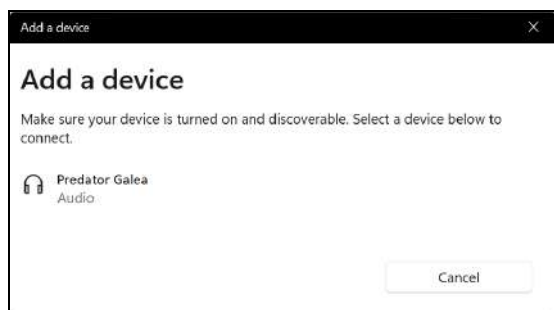 Add a device
Add a device
Make sure your device is turned on and discoverable. Select a device below to
connect.
Predator Galea
Audio
Cancel